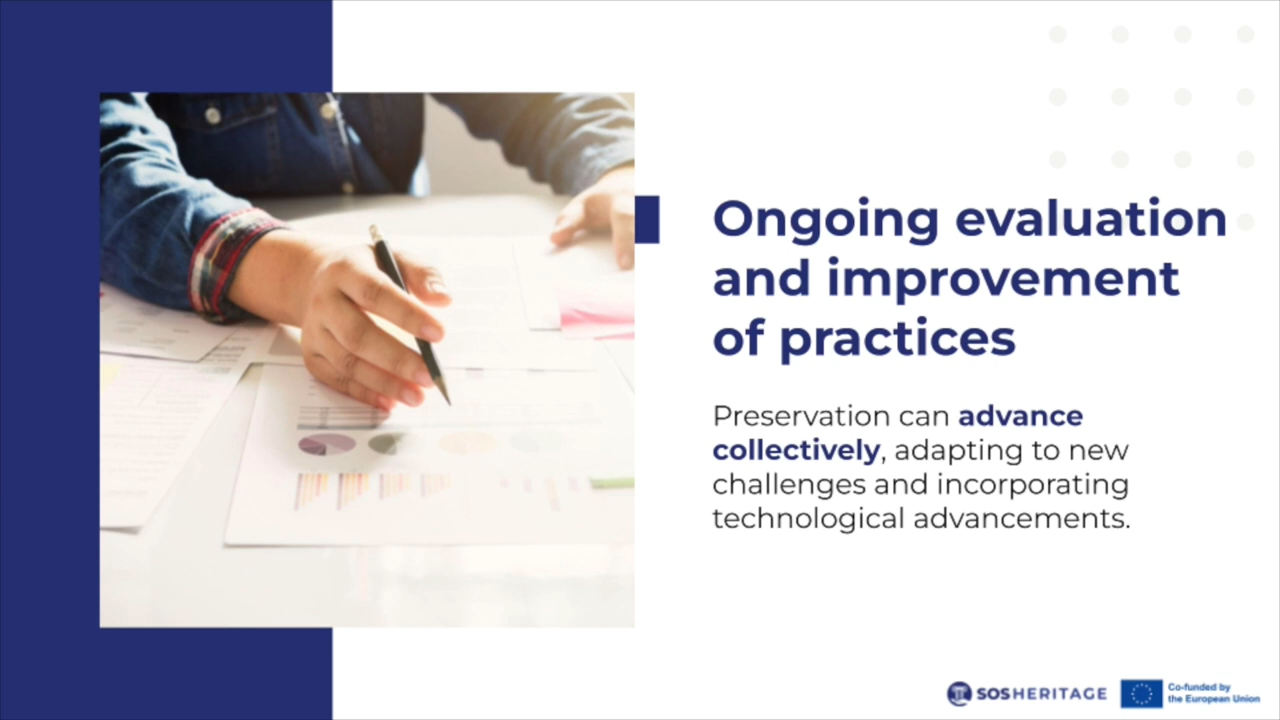 Ongoing evaluation
and improvement
of practices
Preservation can advance
collectively, adapting to new
challenges and incorporating
technological advancements.
SOSHERITAGE
Co-funded by
the European Union